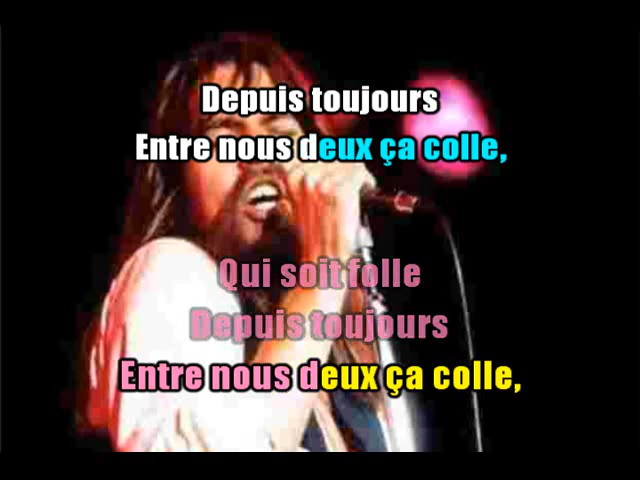 Depuis toujours
Entre nous deux ça colle,
Qui soit folle
Depuis toujours
Entre nous deux ça colle,